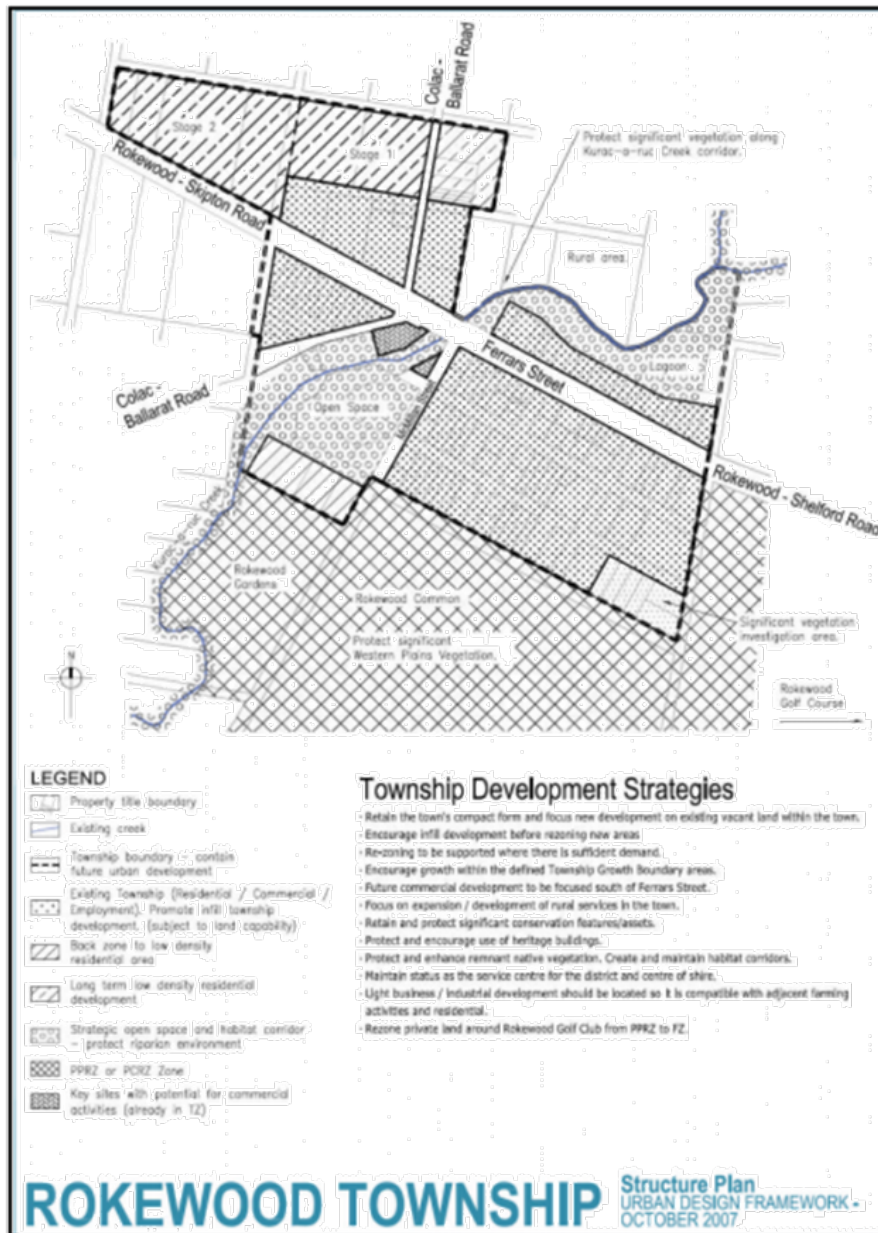 Colac -
Ballarat Road
Stage 2
Stage 1
Protect significant vegetation along
Kurac-a-ruc Creek corridor.
Rokewood - Skipton Road
Rural area.
Ferrars Street
Lagoon
Colac -
Ballarat Road
Open Space
Rokewood - Shelford Road
Kurac-a-ruc Creek
Rokewood
Gardens
Rokewood Common
Protect significant
Western Plains Vegetation.
Significant vegetation
investigation area.
N
Rokewood
Golf Course
LEGEND
Property title boundary
Existing creek
Township boundary - contain
future urban development
Existing Township (Residential / Commercial /
Employment). Promote infill township
development. (subject to land capability)
Back zone to low density
residential area
Long term low density residential
development
Strategic open space and habitat corridor
- protect riparian environment
PPRZ or PCRZ Zone
Key sites with potential for commercial
activities (already in TZ)
Township Development Strategies
- Retain the town's compact form and focus new development on existing vacant land within the town.
- Encourage infill development before rezoning new areas
- Re-zoning to be supported where there is sufficient demand.
- Encourage growth within the defined Township Growth Boundary areas.
- Future commercial development to be focused south of Ferrars Street.
- Focus on expansion / development of rural services in the town.
- Retain and protect significant conservation features/assets.
- Protect and encourage use of heritage buildings.
- Protect and enhance remnant native vegetation. Create and maintain habitat corridors.
- Maintain status as the service centre for the district and centre of shire.
- Light business / industrial development should be located so it is compatible with adjacent farming
activities and residential.
- Rezone private land around Rokewood Golf Club from PPRZ to FZ.
ROKEWOOD TOWNSHIP
Structure Plan
URBAN DESIGN FRAMEWORK -
OCTOBER 2007